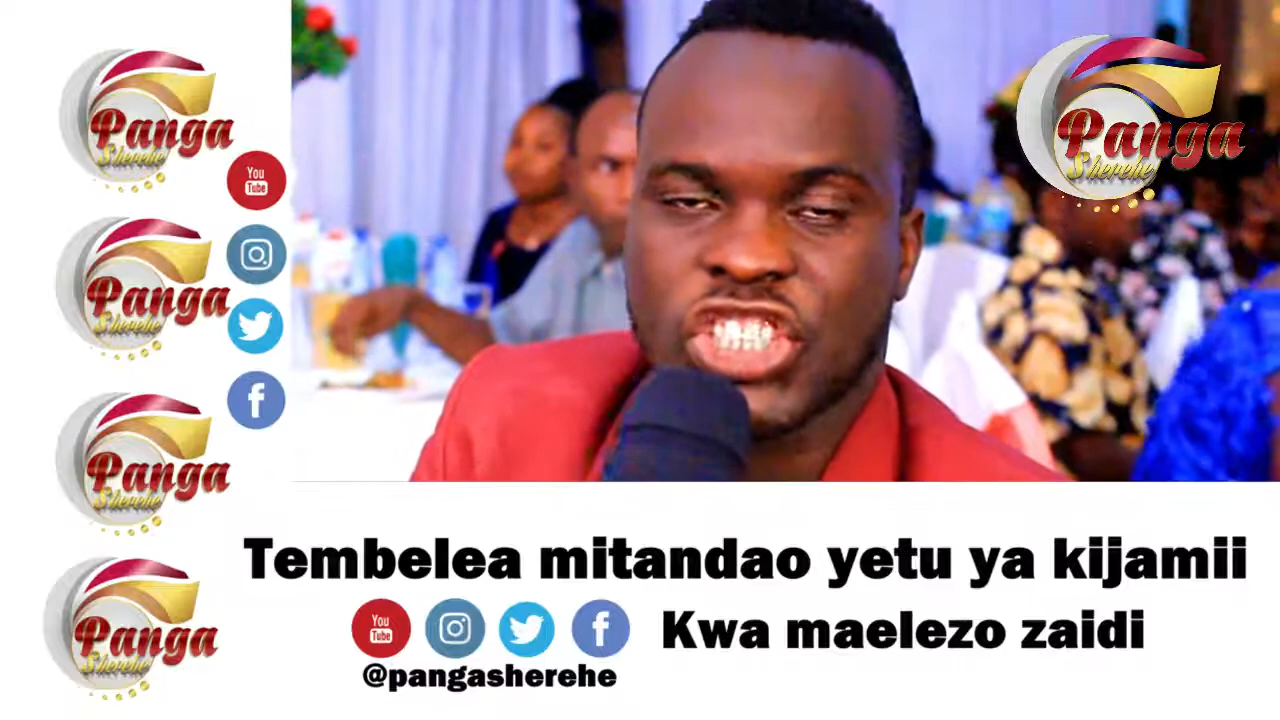 Panga
Sherehe
You
Tube
Panga
Sherehe
Panga
Sherehe
Panga
Sherehe
Panga
Sherehe
Tembelea mitandao yetu ya kijamii
You
Tube
Kwa maelezo zaidi
@pangasherehe